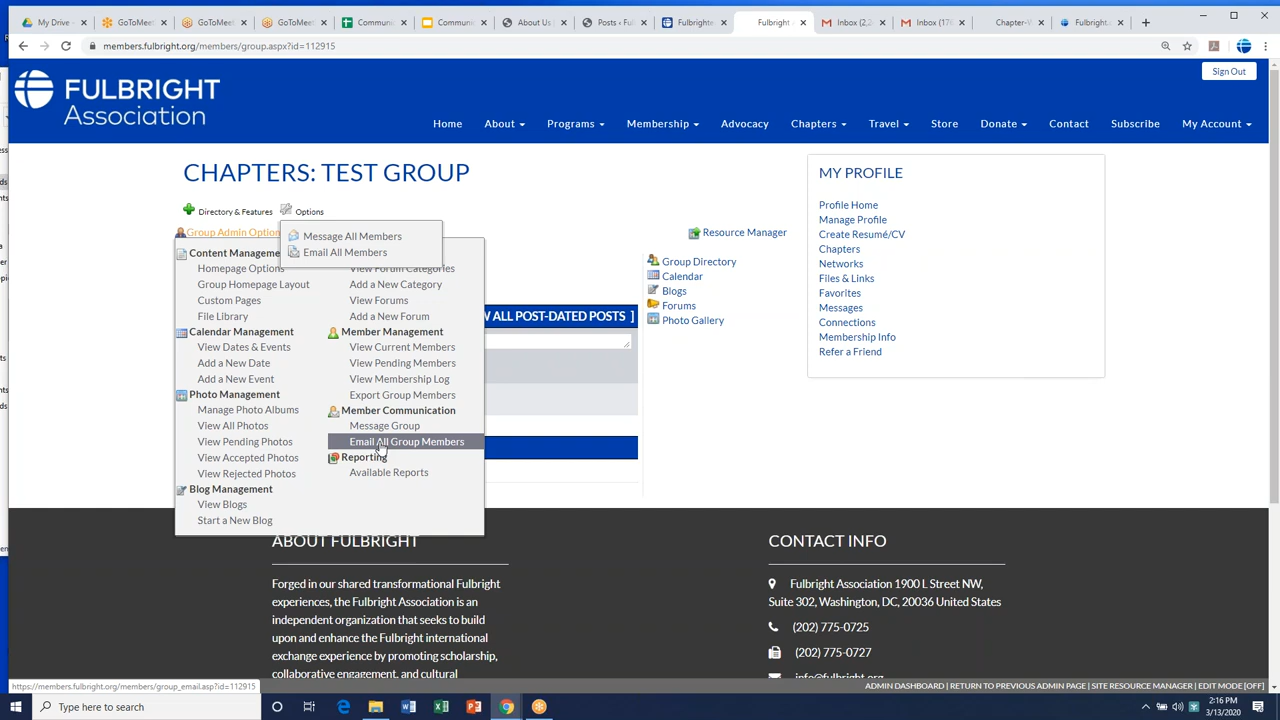 My Drive -
GoToMeet
GoToMeet
GoToMeet
Communi
Commun
About Us |
Posts ‹ Ful
Fulbrighte
Fulbright
Inbox (2,2
Inbox (176
Chapter-V
Fulbright
members.fulbright.org/members/group.aspx?id=112915
FULBRIGHT
Association
Sign Out
Home
About
Programs
Membership
Advocacy
Chapters
Travel
Store
Donate
Contact
Subscribe
My Account
CHAPTERS: TEST GROUP
Directory & Features
Options
Group Admin Option
Message All Members
Email All Members
Content Manageme
Homepage Options
Group Homepage Layout
Custom Pages
File Library
Calendar Management
View Dates & Events
Add a New Date
Add a New Event
Photo Management
Manage Photo Albums
View All Photos
View Pending Photos
View Accepted Photos
View Rejected Photos
Blog Management
View Blogs
Start a New Blog
View Forum Categories
Add a New Category
View Forums
Add a New Forum
Member Management
View Current Members
View Pending Members
View Membership Log
Export Group Members
Member Communication
Message Group
Email All Group Members
Reporting
Available Reports
W ALL POST-DATED POSTS ]
Resource Manager
Group Directory
Calendar
Blogs
Forums
Photo Gallery
MY PROFILE
Profile Home
Manage Profile
Create Resumé/CV
Chapters
Networks
Files & Links
Favorites
Messages
Connections
Membership Info
Refer a Friend
ABOUT FULBRIGHT
Forged in our shared transformational Fulbright
experiences, the Fulbright Association is an
independent organization that seeks to build
upon and enhance the Fulbright international
exchange experience by promoting scholarship,
collaborative engagement, and cultural
CONTACT INFO
Fulbright Association 1900 L Street NW,
Suite 302, Washington, DC, 20036 United States
(202) 775-0725
(202) 775-0727
info@fulbright.org
https://members.fulbright.org/members/group_email.asp?id=112915
ADMIN DASHBOARD | RETURN TO PREVIOUS ADMIN PAGE | SITE RESOURCE MANAGER | EDIT MODE [OFF]
Type here to search
2:16 PM
3/13/2020